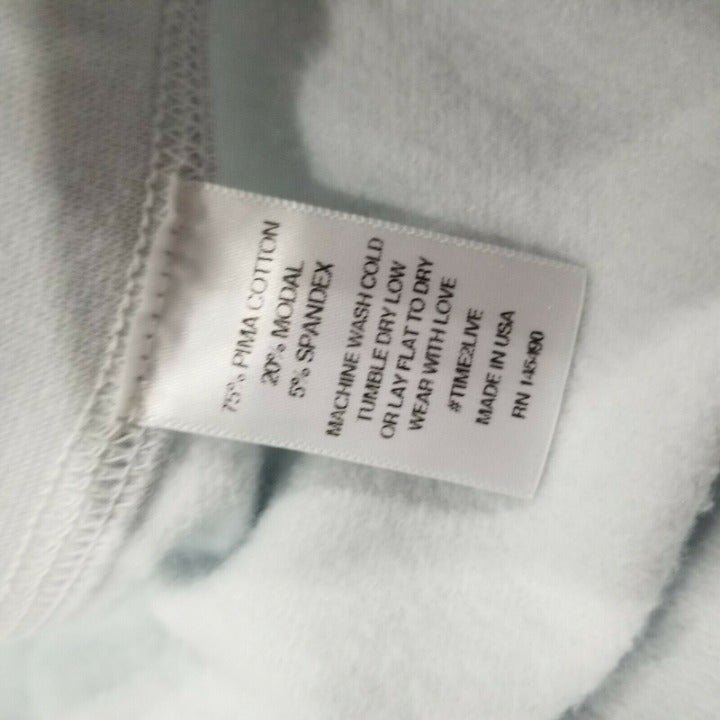 75% PIMA COTTON
20% MODAL
5% SPANDEX
MACHINE WASH COLD
TUMBLE DRY LOW
OR LAY FLAT TO DRY
WEAR WITH LOVE
#TIME2LIVE
MADE IN USA
RN 145490